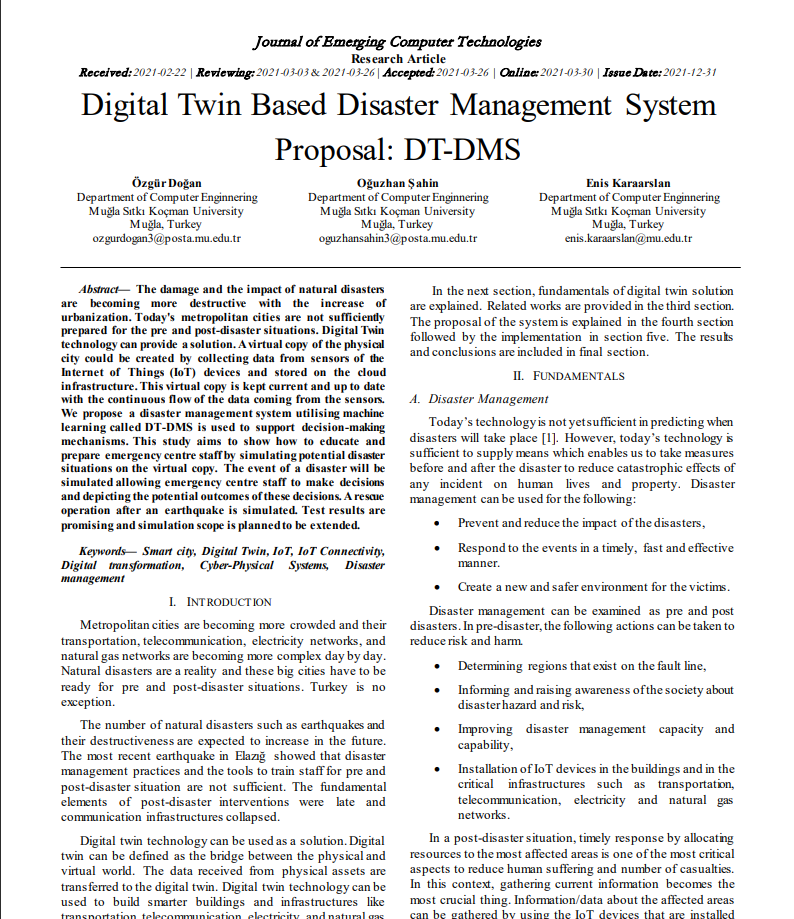 Journal of Emerging Computer Technologies
Research Article
Received: 2021-02-22 | Reviewing: 2021-03-03 & 2021-03-26 | Accepted: 2021-03-26 | Online: 2021-03-30 | Issue Date: 2021-12-31
Digital Twin Based Disaster Management System
Proposal: DT-DMS
Özgür Doğan
Department of Computer Enginnering
Muğla Sıtkı Koçman University
Muğla, Turkey
ozgurdogan3@posta.mu.edu.tr
Oğuzhan Şahin
Department of Computer Enginnering
Muğla Sıtkı Koçman University
Muğla, Turkey
oguzhansahin3@posta.mu.edu.tr
Enis Karaarslan
Department of Computer Enginnering
Muğla Sıtkı Koçman University
Muğla, Turkey
enis.karaarslan@mu.edu.tr
Abstract— The damage and the impact of natural disasters
are becoming more destructive with the increase of
urbanization. Today's metropolitan cities are not sufficiently
prepared for the pre and post-disaster situations. Digital Twin
technology can provide a solution. A virtual copy of the physical
city could be created by collecting data from sensors of the
Internet of Things (IoT) devices and stored on the cloud
infrastructure. This virtual copy is kept current and up to date
with the continuous flow of the data coming from the sensors.
We propose a disaster management system utilising machine
learning called DT-DMS is used to support decision-making
mechanisms. This study aims to show how to educate and
prepare emergency centre staff by simulating potential disaster
situations on the virtual copy. The event of a disaster will be
simulated allowing emergency centre staff to make decisions
and depicting the potential outcomes of these decisions. A rescue
operation after an earthquake is simulated. Test results are
promising and simulation scope is planned to be extended.
Keywords— Smart city, Digital Twin, IoT, IoT Connectivity,
Digital transformation, Cyber-Physical Systems, Disaster
management
I. INTRODUCTION
Metropolitan cities are becoming more crowded and their
transportation, telecommunication, electricity networks, and
natural gas networks are becoming more complex day by day.
Natural disasters are a reality and these big cities have to be
ready for pre and post-disaster situations. Turkey is no
exception.
The number of natural disasters such as earthquakes and
their destructiveness are expected to increase in the future.
The most recent earthquake in Elazığ showed that disaster
management practices and the tools to train staff for pre and
post-disaster situation are not sufficient. The fundamental
elements of post-disaster interventions were late and
communication infrastructures collapsed.
Digital twin technology can be used as a solution. Digital
twin can be defined as the bridge between the physical and
virtual world. The data received from physical assets are
transferred to the digital twin. Digital twin technology can be
used to build smarter buildings and infrastructures like
transportation, telecommunication, electricity, and natural gas
In the next section, fundamentals of digital twin solution
are explained. Related works are provided in the third section.
The proposal of the system is explained in the fourth section
followed by the implementation in section five. The results
and conclusions are included in final section.
II. FUNDAMENTALS
A. Disaster Management
Today's technology is not yet sufficient in predicting when
disasters will take place [1]. However, today's technology is
sufficient to supply means which enables us to take measures
before and after the disaster to reduce catastrophic effects of
any incident on human lives and property. Disaster
management can be used for the following:
• Prevent and reduce the impact of the disasters,
• Respond to the events in a timely, fast and effective
manner.
• Create a new and safer environment for the victims.
Disaster management can be examined as pre and post
disasters. In pre-disaster, the following actions can be taken to
reduce risk and harm.
• Determining regions that exist on the fault line,
• Informing and raising awareness of the society about
disaster hazard and risk,
• Improving disaster management capacity and
capability,
• Installation of IoT devices in the buildings and in the
critical infrastructures such as transportation,
telecommunication, electricity and natural gas
networks.
In a post-disaster situation, timely response by allocating
resources to the most affected areas is one of the most critical
aspects to reduce human suffering and number of casualties.
In this context, gathering current information becomes the
most crucial thing. Information/data about the affected areas
can be gathered by using the IoT devices that are installed